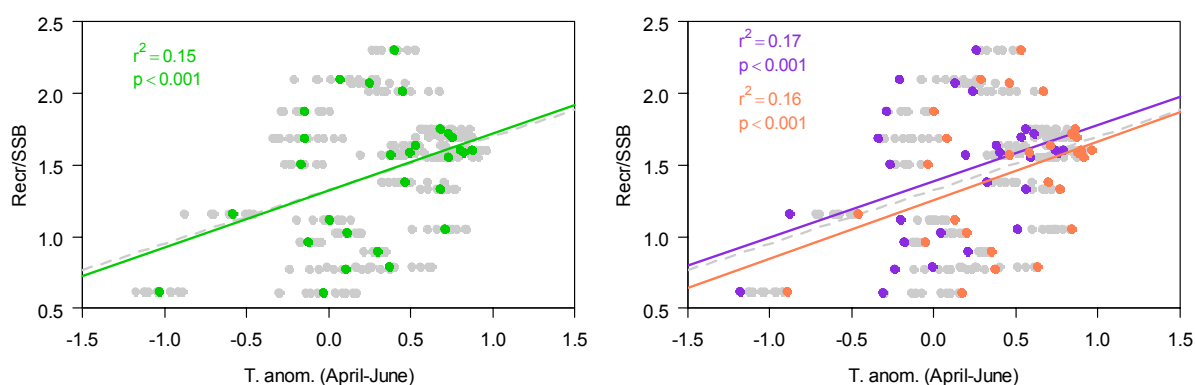 2.5
2.0
1.5
1.0
0.5
Recr/SSB
r² = 0.15
p < 0.001
-1.5 -1.0 -0.5 0.0 0.5 1.0 1.5
T. anom. (April-June)
2.5
2.0
1.5
1.0
0.5
Recr/SSB
r² = 0.17
p < 0.001
r² = 0.16
p < 0.001
-1.5 -1.0 -0.5 0.0 0.5 1.0 1.5
T. anom. (April-June)